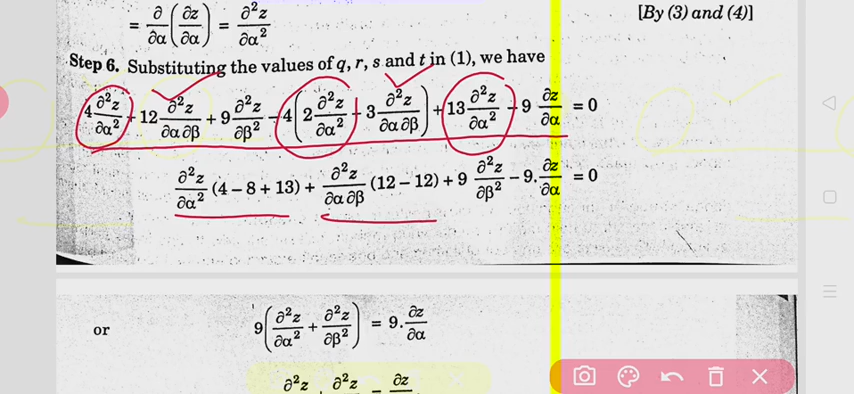 = ∂/∂α (∂z/∂α) = ∂²z/∂α² [By (3) and (4)]
Step 6. Substituting the values of q, r, s and t in (1), we have
4 ∂²z/∂α² + 12 ∂²z/∂α ∂β + 9 ∂²z/∂β² – 4 (2 ∂²z/∂α² + 3 ∂²z/∂α ∂β) + 13 ∂²z/∂α² – 9 ∂z/∂α = 0
∂²z/∂α² (4 – 8 + 13) + ∂²z/∂α ∂β (12 – 12) + 9 ∂²z/∂β² – 9. ∂z/∂α = 0
or 9 (∂²z/∂α² + ∂²z/∂β²) = 9. ∂z/∂α
∂²z ∂²z ∂z